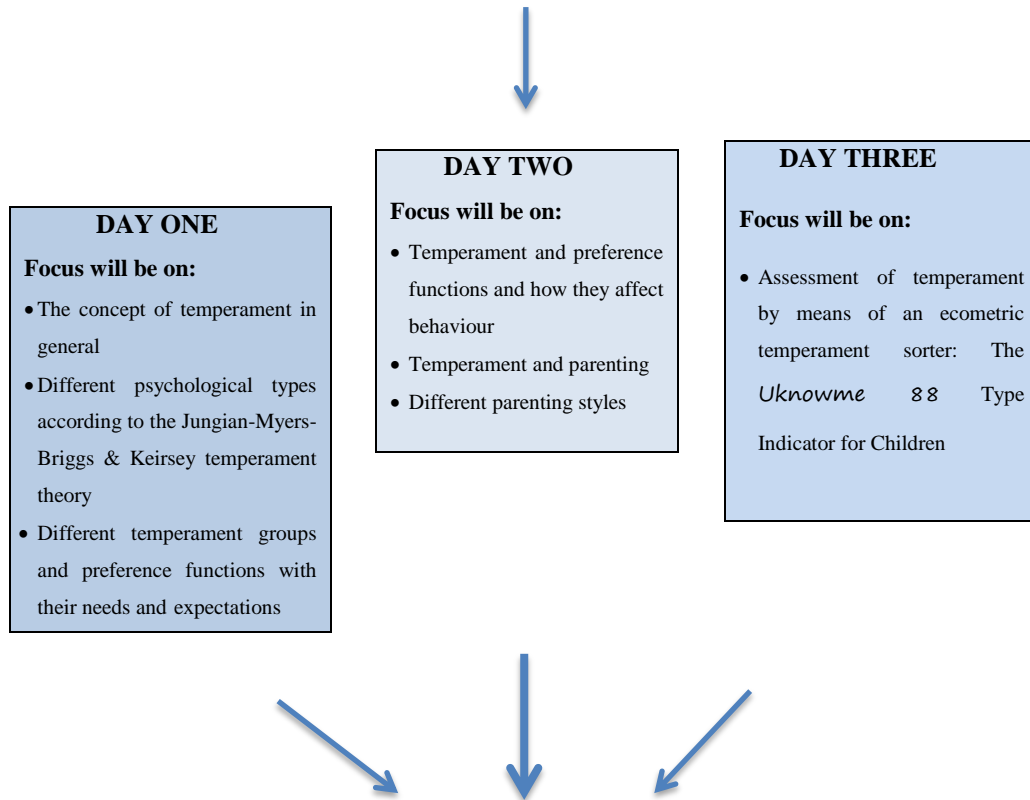 DAY ONE
Focus will be on:
• The concept of temperament in
general
• Different psychological types
according to the Jungian-Myers-
Briggs & Keirsey temperament
theory
• Different temperament groups
and preference functions with
their needs and expectations
DAY TWO
Focus will be on:
• Temperament and preference
functions and how they affect
behaviour
• Temperament and parenting
• Different parenting styles
DAY THREE
Focus will be on:
• Assessment of temperament
by means of an ecometric
temperament sorter: The
Uknowme 88 Type
Indicator for Children